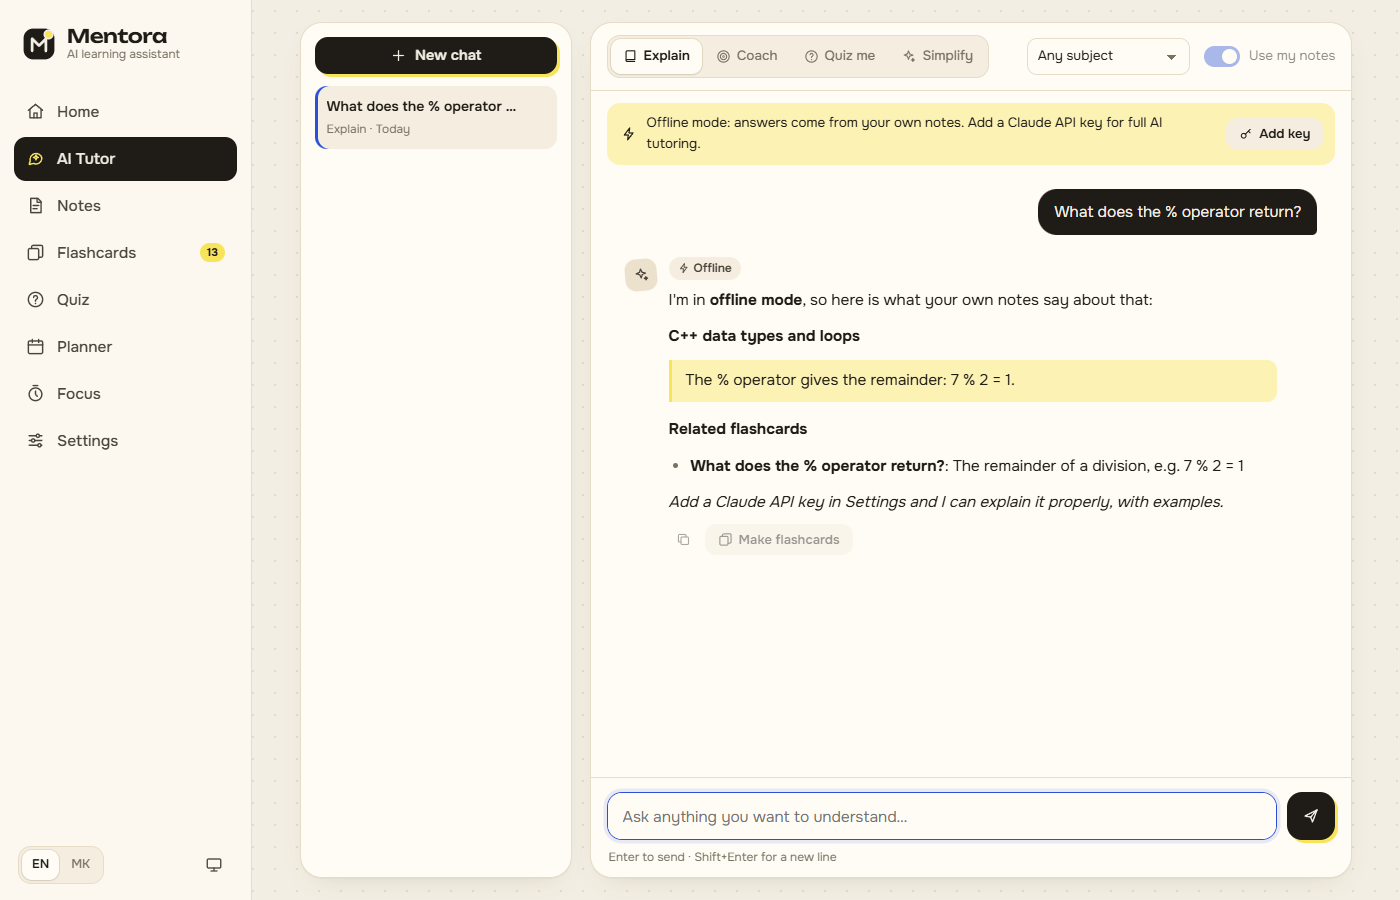 Mentora
AI learning assistant
Home
AI Tutor
Notes
Flashcards
13
Quiz
Planner
Focus
Settings
EN
MK
New chat
What does the % operator ...
Explain · Today
Explain
Coach
Quiz me
Simplify
Any subject
Use my notes
Offline mode: answers come from your own notes. Add a Claude API key for full AI
tutoring.
Add key
What does the % operator return?
Offline
I'm in offline mode, so here is what your own notes say about that:
C++ data types and loops
The % operator gives the remainder: 7 % 2 = 1.
Related flashcards
• What does the % operator return?: The remainder of a division, e.g. 7 % 2 = 1
Add a Claude API key in Settings and I can explain it properly, with examples.
Make flashcards
Ask anything you want to understand...
Enter to send · Shift+Enter for a new line